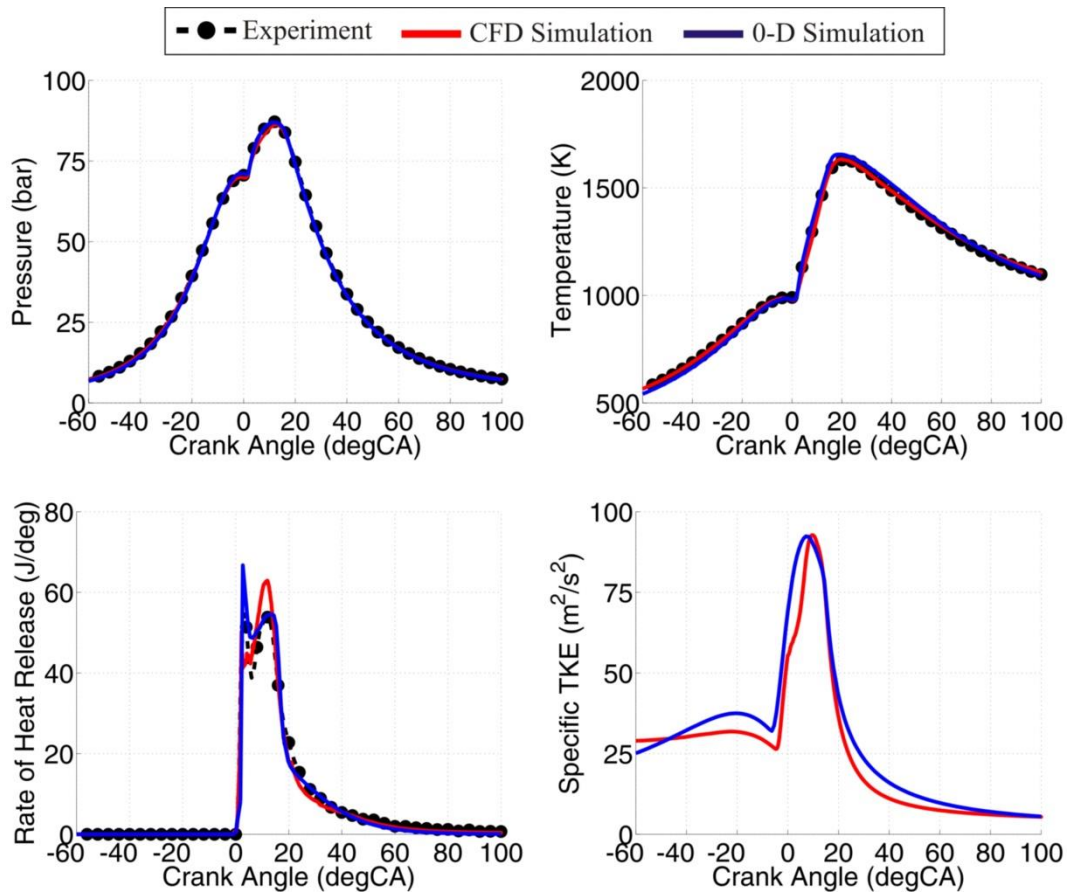 Experiment CFD Simulation 0-D Simulation
100
75
50
25
0
Pressure (bar)
-60 -40 -20 0 20 40 60 80 100
Crank Angle (degCA)
2000
1500
1000
500
Temperature (K)
-60 -40 -20 0 20 40 60 80 100
Crank Angle (degCA)
80
60
40
20
0
Rate of Heat Release (J/deg)
-60 -40 -20 0 20 40 60 80 100
Crank Angle (degCA)
100
75
50
25
0
Specific TKE (m²/s²)
-60 -40 -20 0 20 40 60 80 100
Crank Angle (degCA)